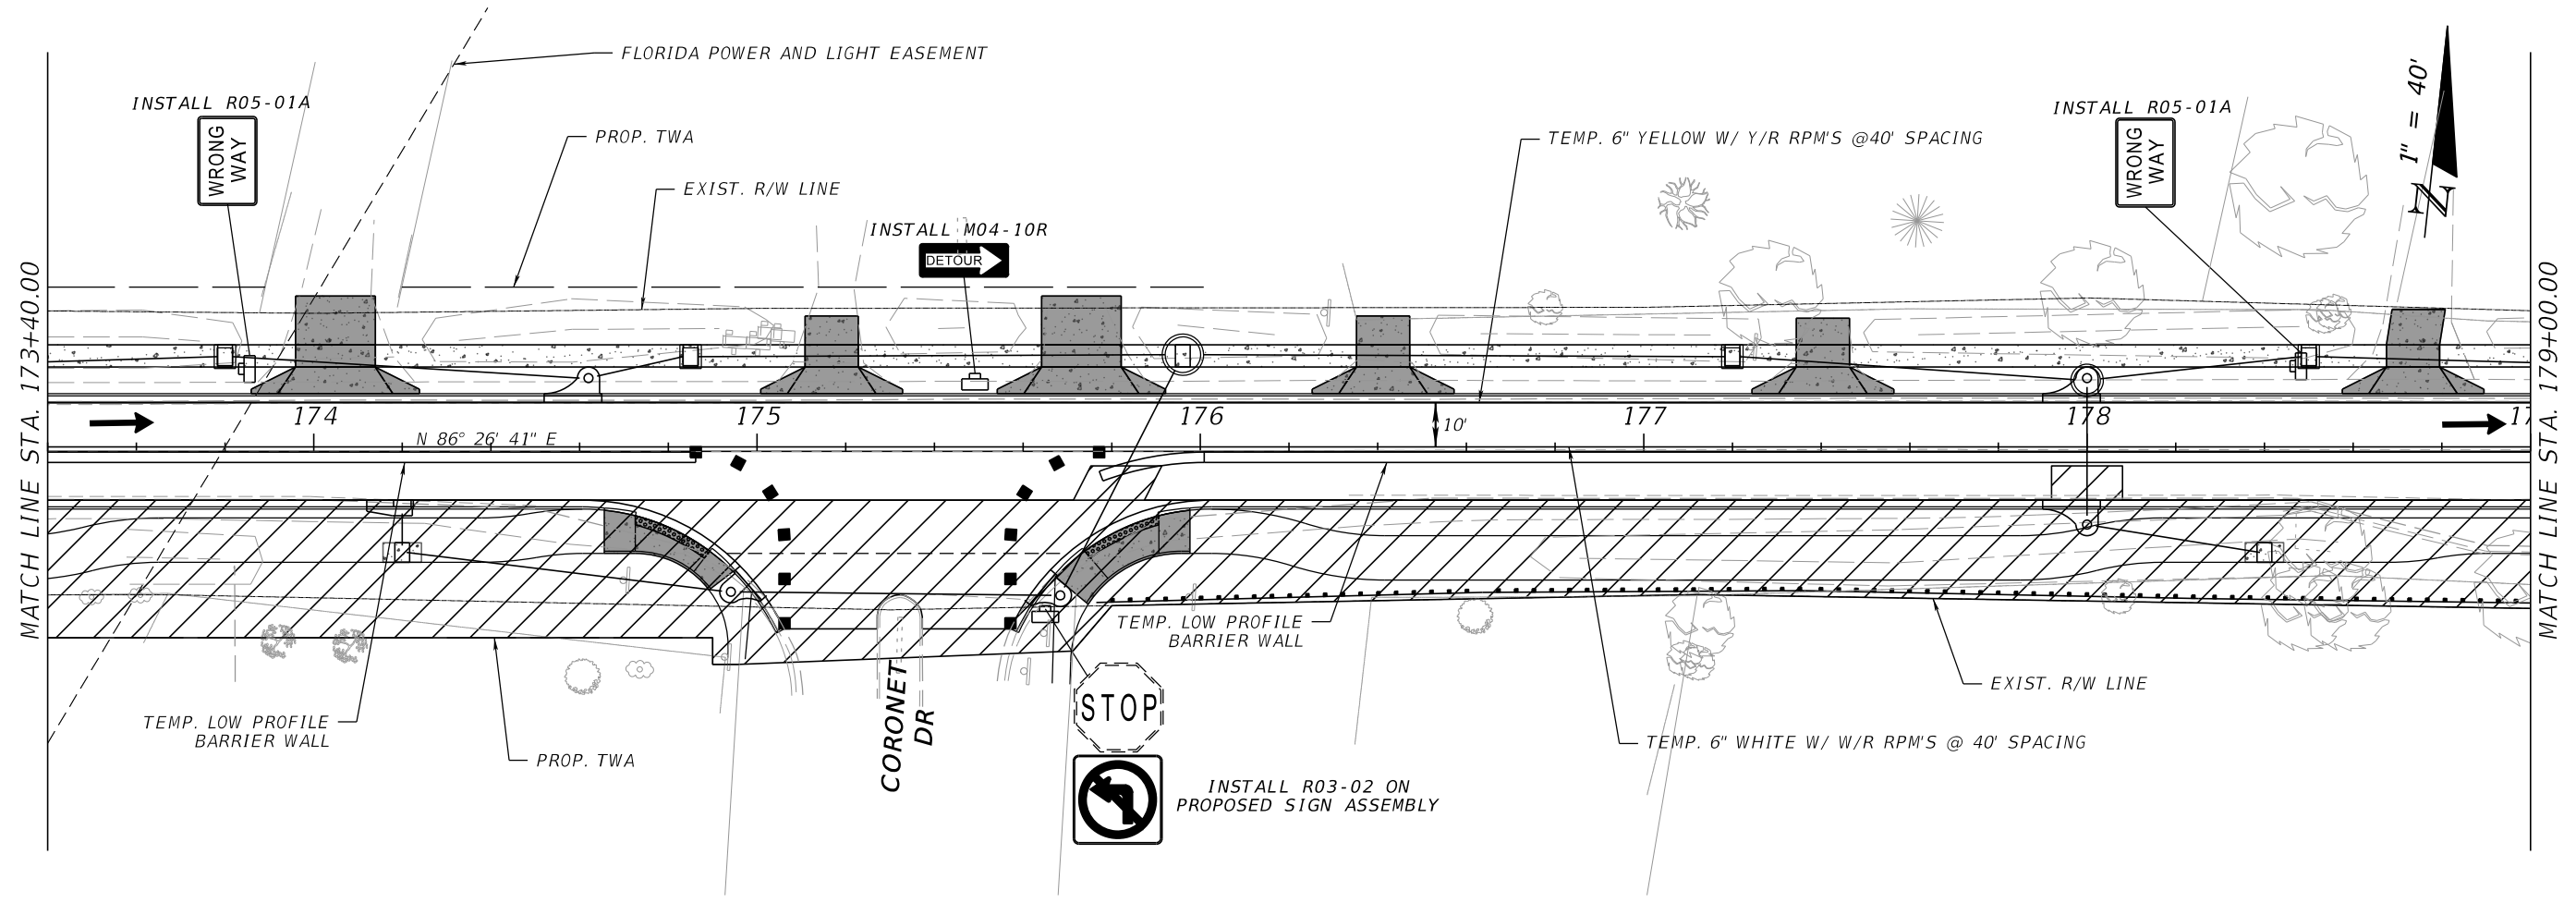 FLORIDA POWER AND LIGHT EASEMENT
INSTALL R05-01A
WRONG
WAY
PROP. TWA
EXIST. R/W LINE
INSTALL M04-10R
DETOUR
TEMP. 6" YELLOW W/ Y/R RPM'S @40' SPACING
INSTALL R05-01A
WRONG
WAY
1" = 40'
N
MATCH LINE STA. 173+40.00
MATCH LINE STA. 179+00.00
174
175
176
177
178
17
N 86° 26' 41" E
10'
TEMP. LOW PROFILE
BARRIER WALL
TEMP. LOW PROFILE
BARRIER WALL
PROP. TWA
CORONET
DR
STOP
INSTALL R03-02 ON
PROPOSED SIGN ASSEMBLY
EXIST. R/W LINE
TEMP. 6" WHITE W/ W/R RPM'S @ 40' SPACING